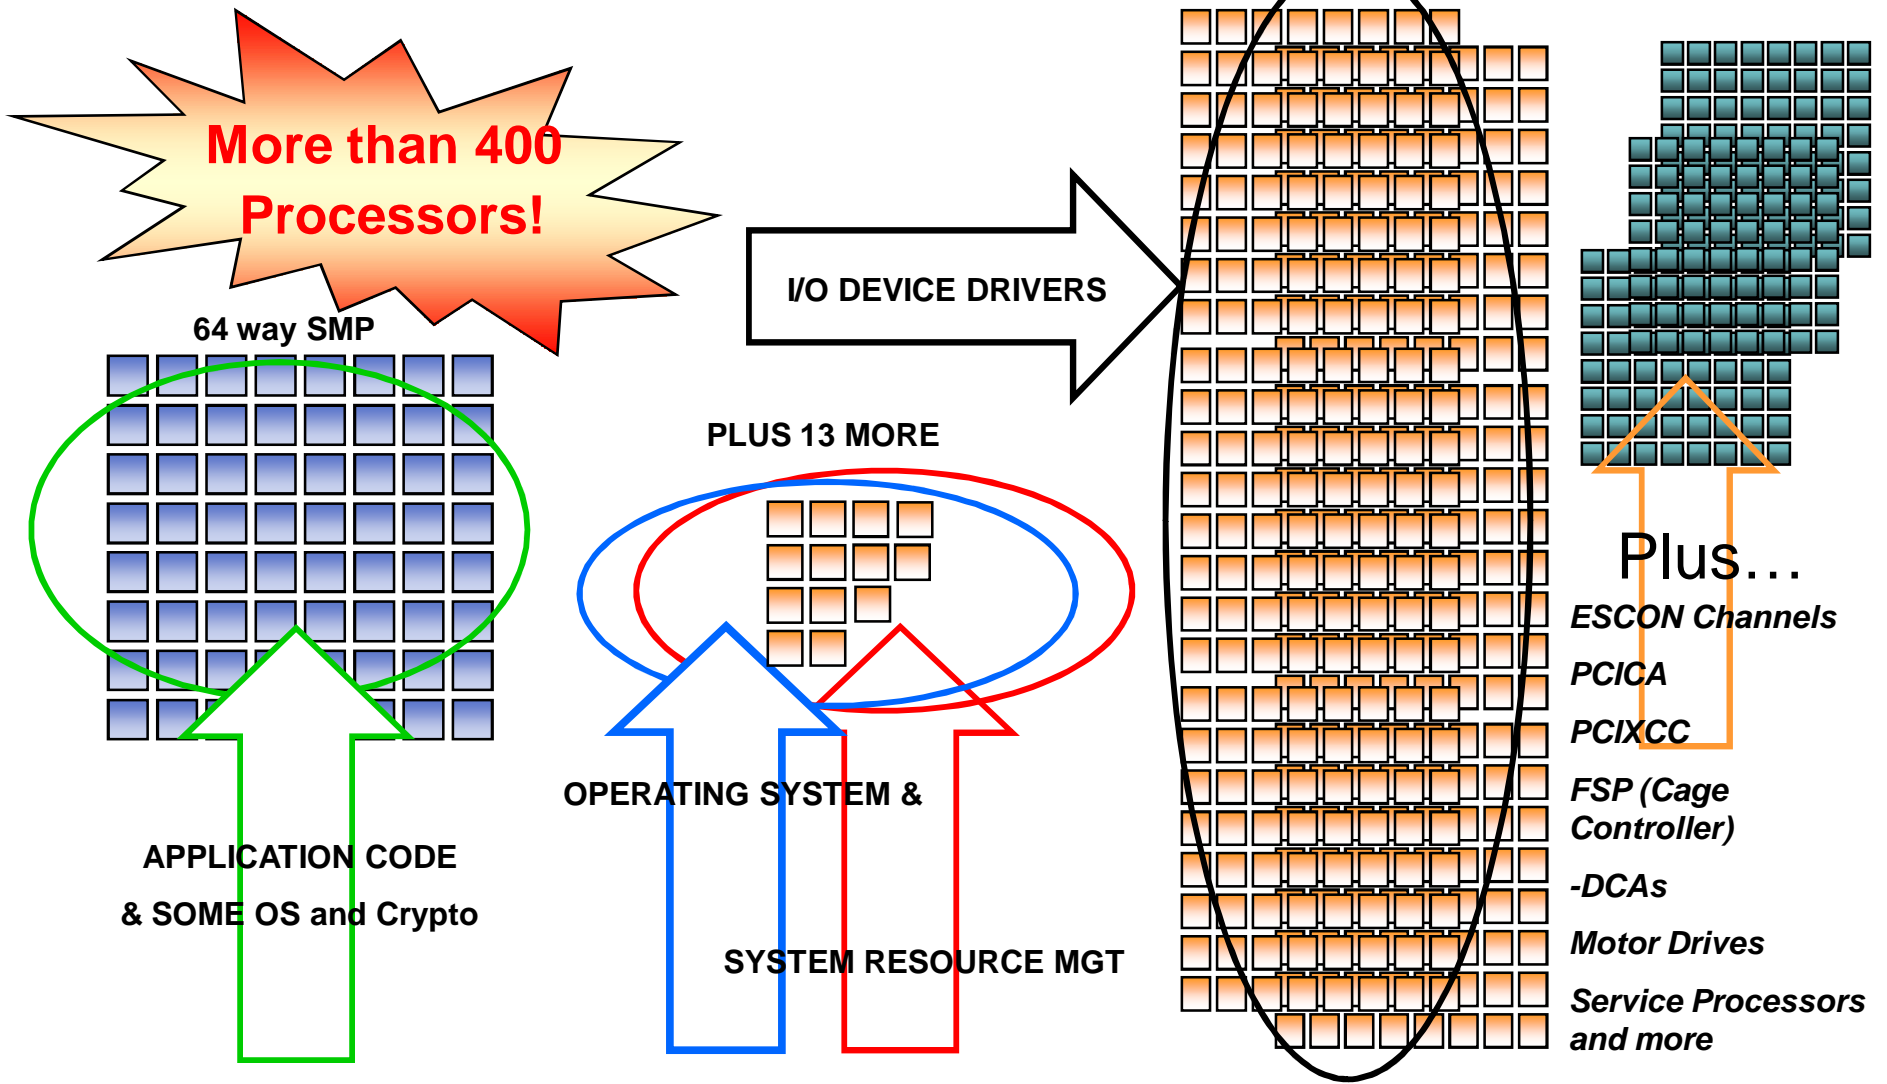 More than 400
Processors!
64 way SMP
I/O DEVICE DRIVERS
PLUS 13 MORE
APPLICATION CODE
& SOME OS and Crypto
OPERATING SYSTEM &
SYSTEM RESOURCE MGT
Plus…
ESCON Channels
PCICA
PCIXCC
FSP (Cage
Controller)
-DCAs
Motor Drives
Service Processors
and more